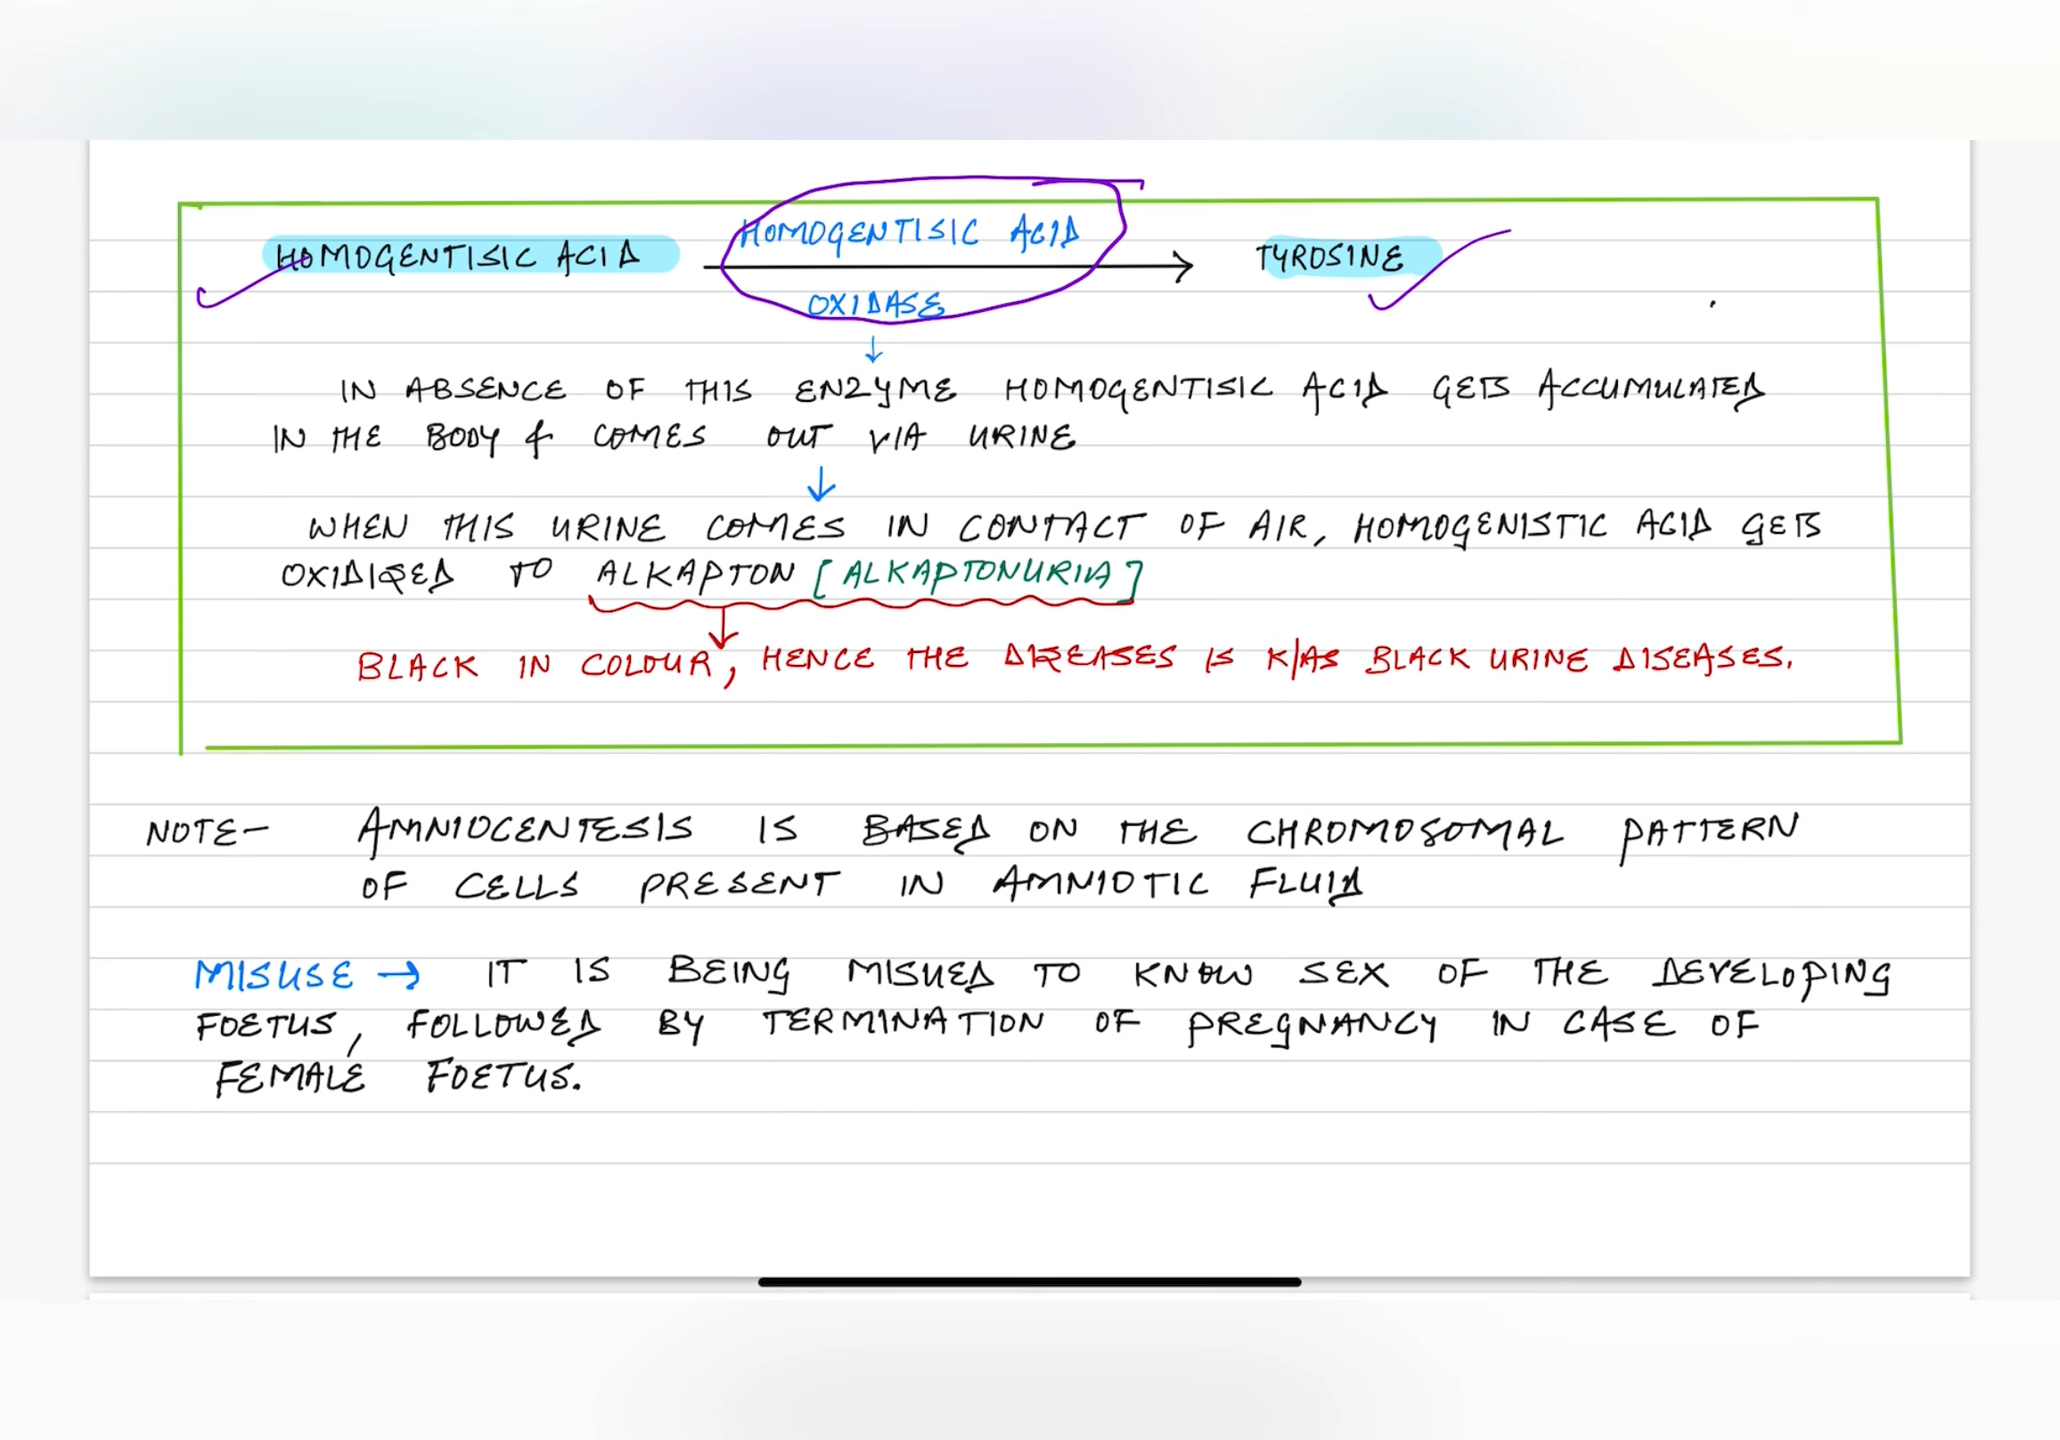 HOMOGENTISIC ACID HOMOGENTISIC ACID OXIDASE → TYROSINE
↓
IN ABSENCE OF THIS ENZYME HOMOGENTISIC ACID GETS ACCUMULATED
IN THE BODY & COMES OUT VIA URINE
↓
WHEN THIS URINE COMES IN CONTACT OF AIR, HOMOGENISTIC ACID GETS
OXIDISED TO ALKAPTON [ALKAPTONURIA]
↓
BLACK IN COLOUR, HENCE THE DISEASES IS K/AS BLACK URINE DISEASES.
NOTE- AMNIOCENTESIS IS BASED ON THE CHROMOSOMAL PATTERN
OF CELLS PRESENT IN AMNIOTIC FLUID
MISUSE → IT IS BEING MISUED TO KNOW SEX OF THE DEVELOPING
FOETUS, FOLLOWED BY TERMINATION OF PREGNANCY IN CASE OF
FEMALE FOETUS.